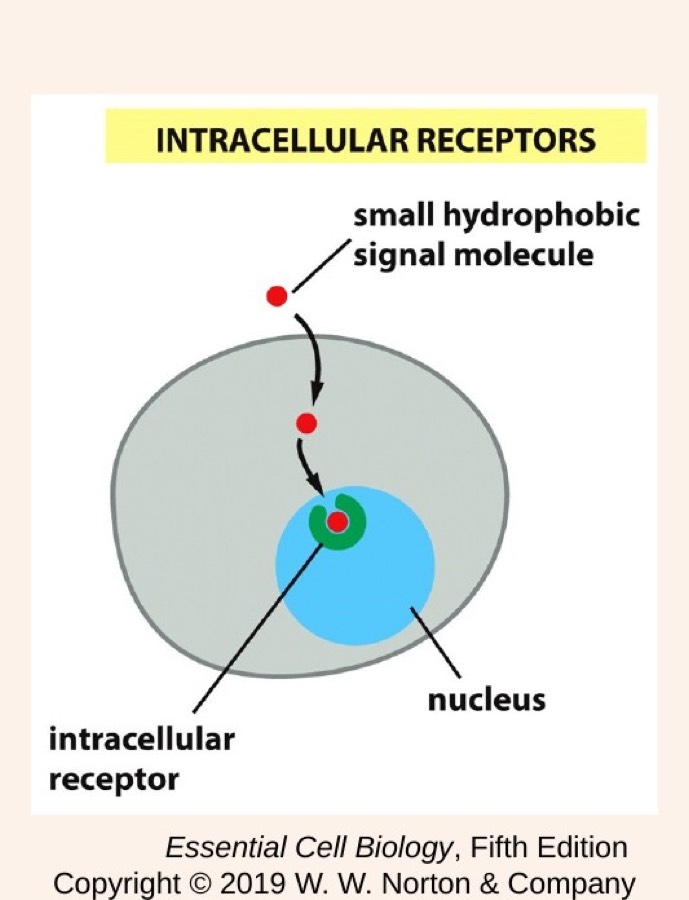 INTRACELLULAR RECEPTORS
small hydrophobic
signal molecule
nucleus
intracellular
receptor
Essential Cell Biology, Fifth Edition
Copyright © 2019 W. W. Norton & Company